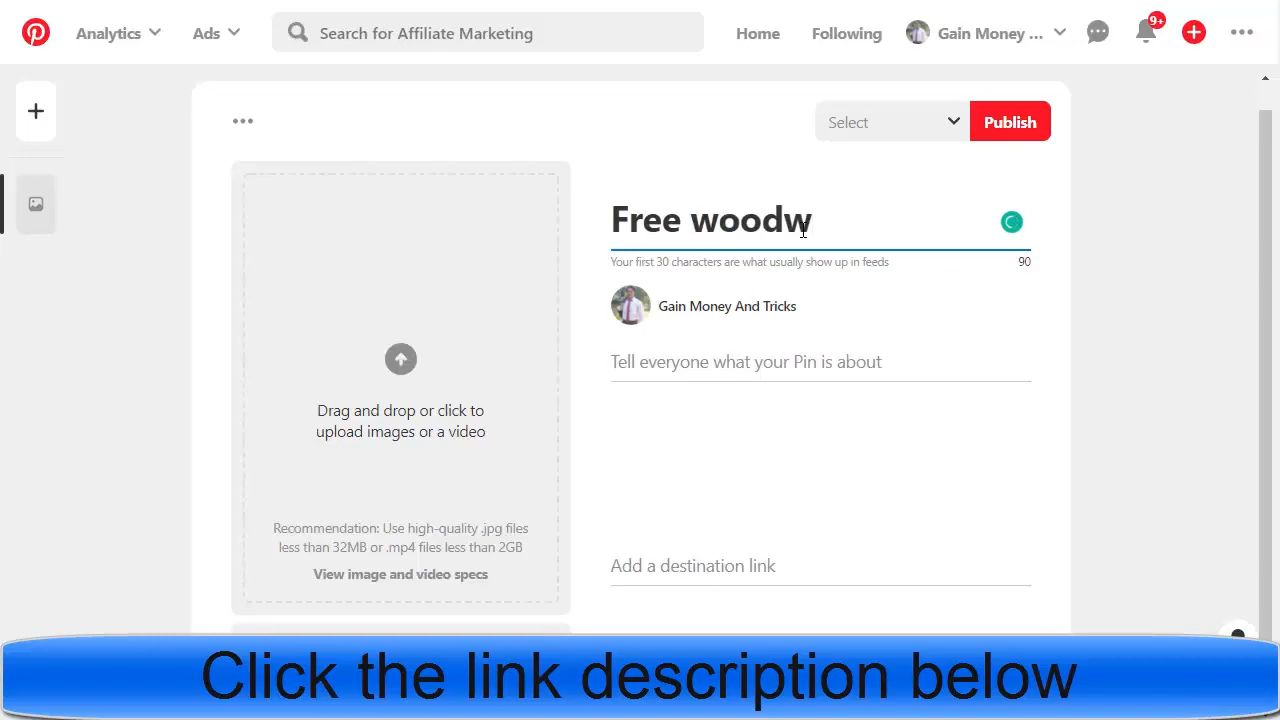 Analytics
Ads
Search for Affiliate Marketing
Home
Following
Gain Money ...
9+
Select
Publish
Free woodw
Your first 30 characters are what usually show up in feeds
90
Gain Money And Tricks
Tell everyone what your Pin is about
Drag and drop or click to
upload images or a video
Recommendation: Use high-quality .jpg files
less than 32MB or .mp4 files less than 2GB
View image and video specs
Add a destination link
Click the link description below